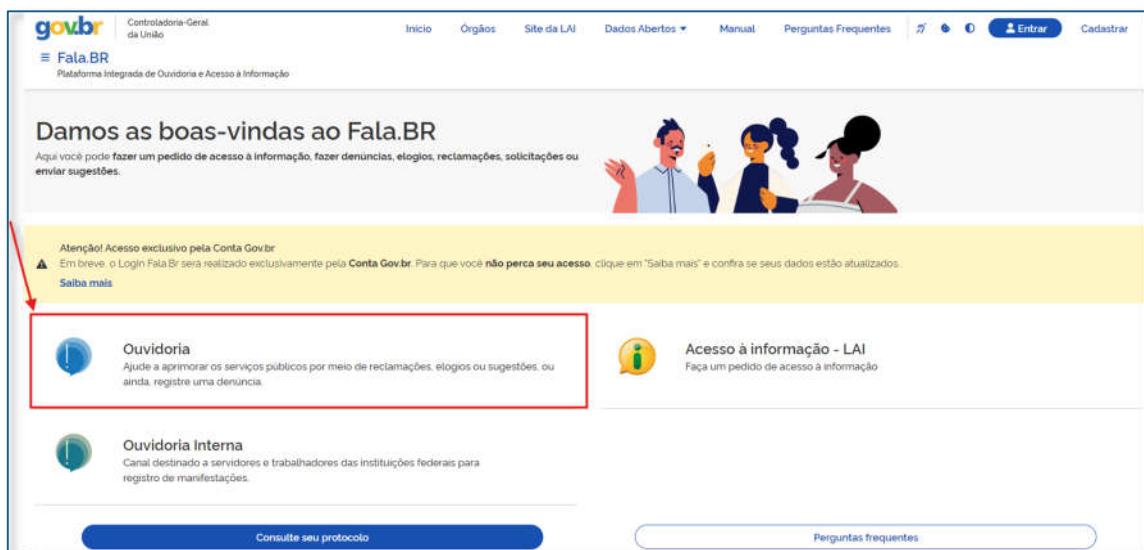 gov.br
Controladoria-Geral
da União
Início Órgãos Site da LAI Dados Abertos Manual Perguntas Frequentes Entrar Cadastrar
Fala.BR
Plataforma Integrada de Ouvidoria e Acesso à Informação
Damos as boas-vindas ao Fala.BR
Aqui você pode fazer um pedido de acesso à informação, fazer denúncias, elogios, reclamações, solicitações ou
enviar sugestões.
Atenção! Acesso exclusivo pela Conta Gov.br
Em breve, o Login Fala.Br será realizado exclusivamente pela Conta Gov.br. Para que você não perca seu acesso, clique em "Saiba mais" e confira se seus dados estão atualizados.
Saiba mais
Ouvidoria
Ajude a aprimorar os serviços públicos por meio de reclamações, elogios ou sugestões, ou
ainda, registre uma denúncia.
Acesso à informação - LAI
Faça um pedido de acesso à informação
Ouvidoria Interna
Canal destinado a servidores e trabalhadores das instituições federais para
registro de manifestações.
Consulte seu protocolo
Perguntas frequentes